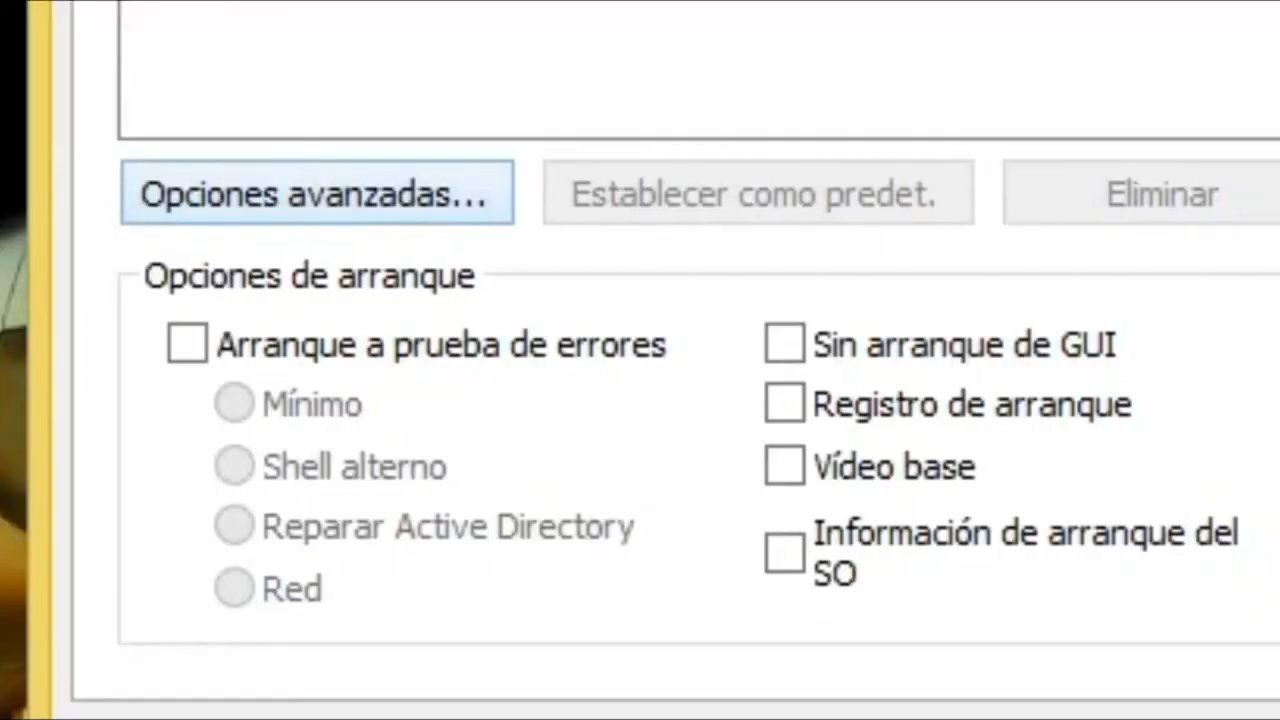 Opciones avanzadas...
Establecer como predet.
Eliminar
Opciones de arranque
Arranque a prueba de errores
Mínimo
Shell alterno
Reparar Active Directory
Red
Sin arranque de GUI
Registro de arranque
Vídeo base
Información de arranque del
SO